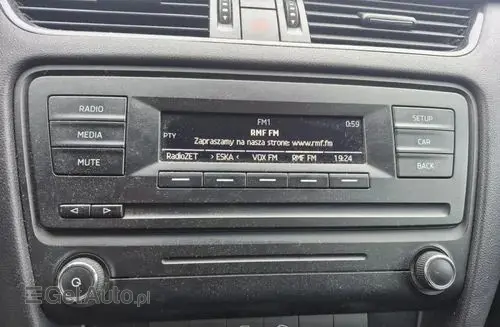 RADIO
MEDIA
MUTE
FM1 0:59
RMF FM
PTY
Zapraszamy na nasza strone: www.rmf.fm
RadioZET › ESKA ‹ VOX FM RMF FM 19:24
SETUP
CAR
BACK
GetAuto.pl